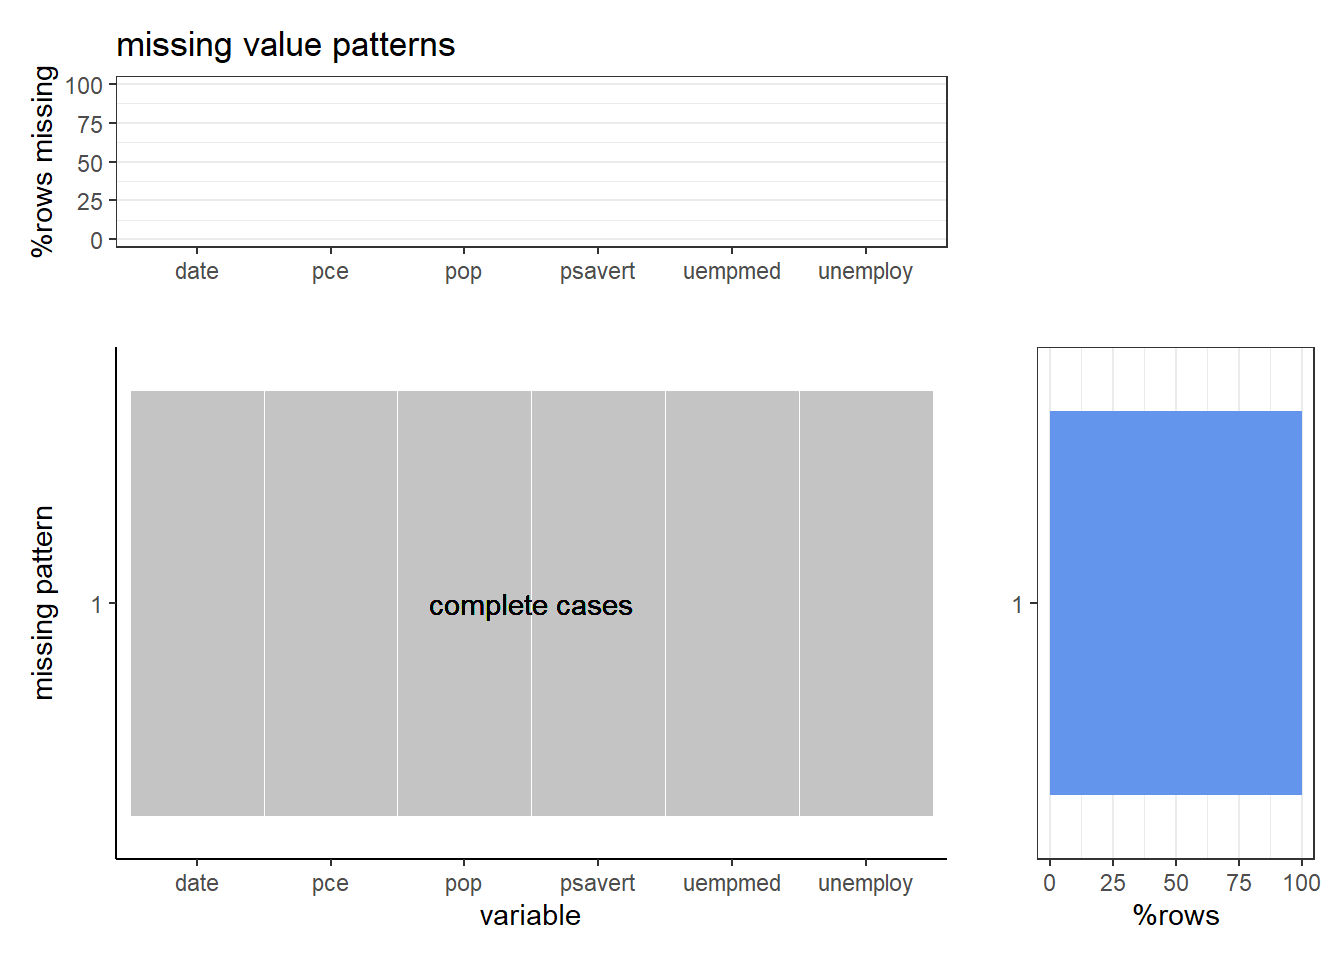 missing value patterns
%rows missing
100
75
50
25
0
date pce pop psavert uempmed unemploy
missing pattern
1
complete cases
date pce pop psavert uempmed unemploy
variable
1
0 25 50 75 100
%rows